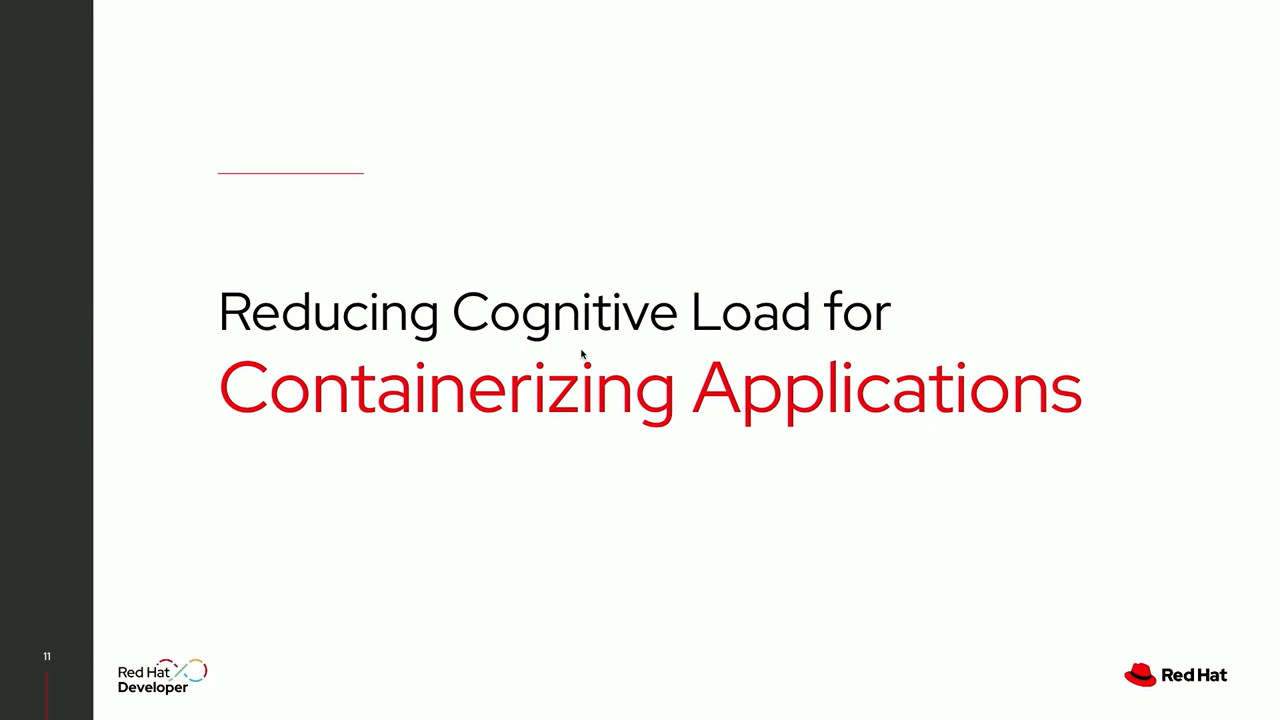 Reducing Cognitive Load for
Containerizing Applications
11
Red Hat
Developer
Red Hat